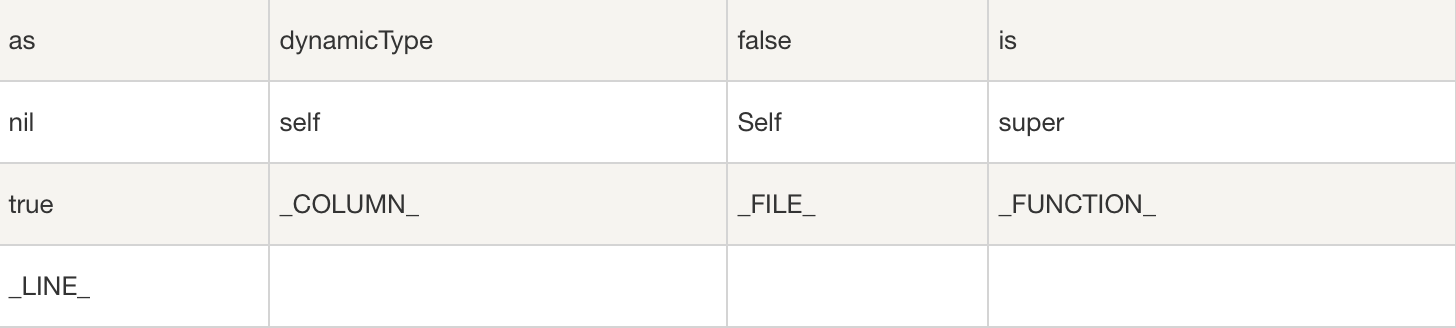 as dynamicType false is
nil self Self super
true _COLUMN_ _FILE_ _FUNCTION_
_LINE_